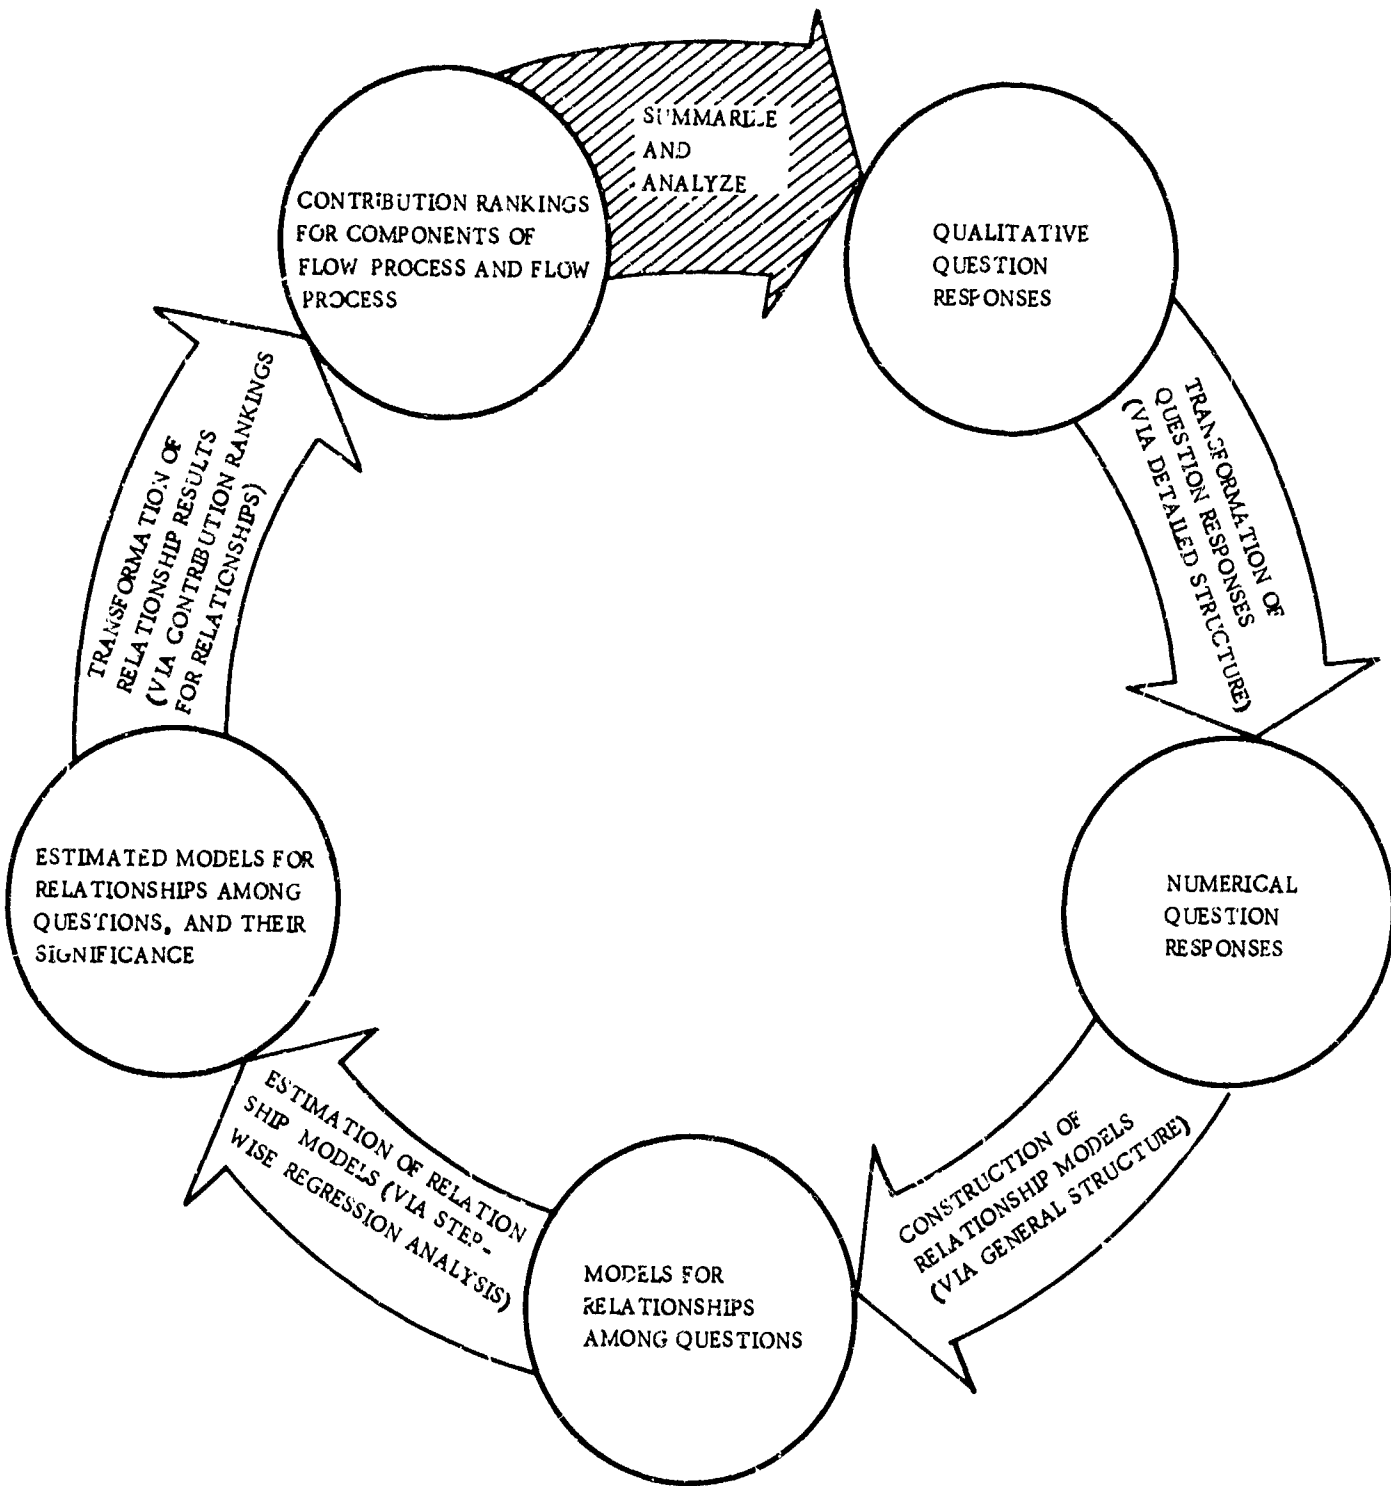 SUMMARIZE
AND
ANALYZE
QUALITATIVE
QUESTION
RESPONSES
TRANSFORMATION OF
QUESTION RESPONSES
(VIA DETAILED STRUCTURE)
NUMERICAL
QUESTION
RESPONSES
CONSTRUCTION OF
RELATIONSHIP MODELS
(VIA GENERAL STRUCTURE)
MODELS FOR
RELATIONSHIPS
AMONG QUESTIONS
ESTIMATION OF RELATION
SHIP MODELS (VIA STEP-
WISE REGRESSION ANALYSIS)
ESTIMATED MODELS FOR
RELATIONSHIPS AMONG
QUESTIONS, AND THEIR
SIGNIFICANCE
TRANSFORMATION OF
RELATIONSHIP RESULTS
(VIA CONTRIBUTION RANKINGS
FOR RELATIONSHIPS)
CONTRIBUTION RANKINGS
FOR COMPONENTS OF
FLOW PROCESS AND FLOW
PROCESS